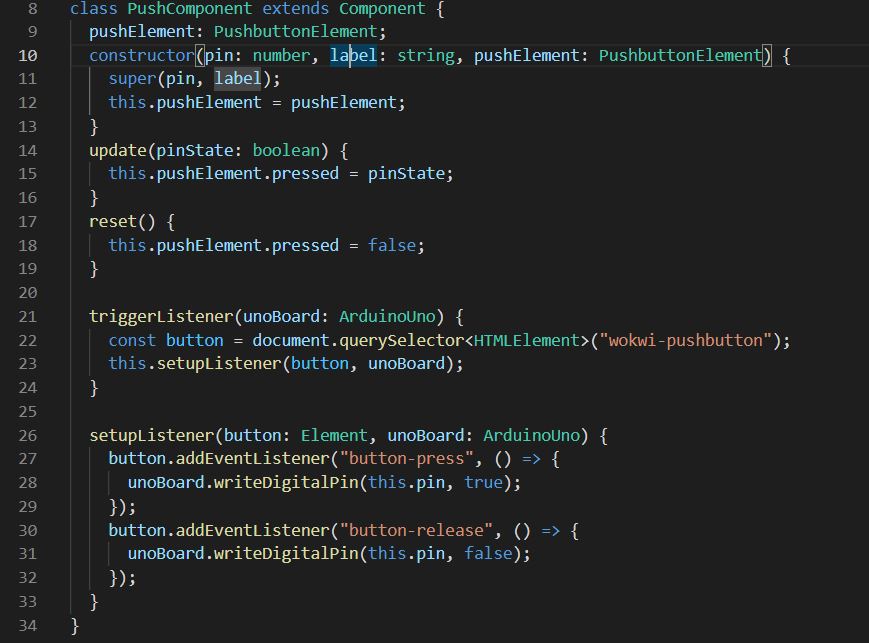 8 class PushComponent extends Component {
9 pushElement: PushbuttonElement;
10 constructor(pin: number, label: string, pushElement: PushbuttonElement) {
11 super(pin, label);
12 this.pushElement = pushElement;
13 }
14 update(pinState: boolean) {
15 this.pushElement.pressed = pinState;
16 }
17 reset() {
18 this.pushElement.pressed = false;
19 }
20
21 triggerListener(unoBoard: ArduinoUno) {
22 const button = document.querySelector<HTMLElement>("wokwi-pushbutton");
23 this.setupListener(button, unoBoard);
24 }
25
26 setupListener(button: Element, unoBoard: ArduinoUno) {
27 button.addEventListener("button-press", () => {
28 unoBoard.writeDigitalPin(this.pin, true);
29 });
30 button.addEventListener("button-release", () => {
31 unoBoard.writeDigitalPin(this.pin, false);
32 });
33 }
34 }